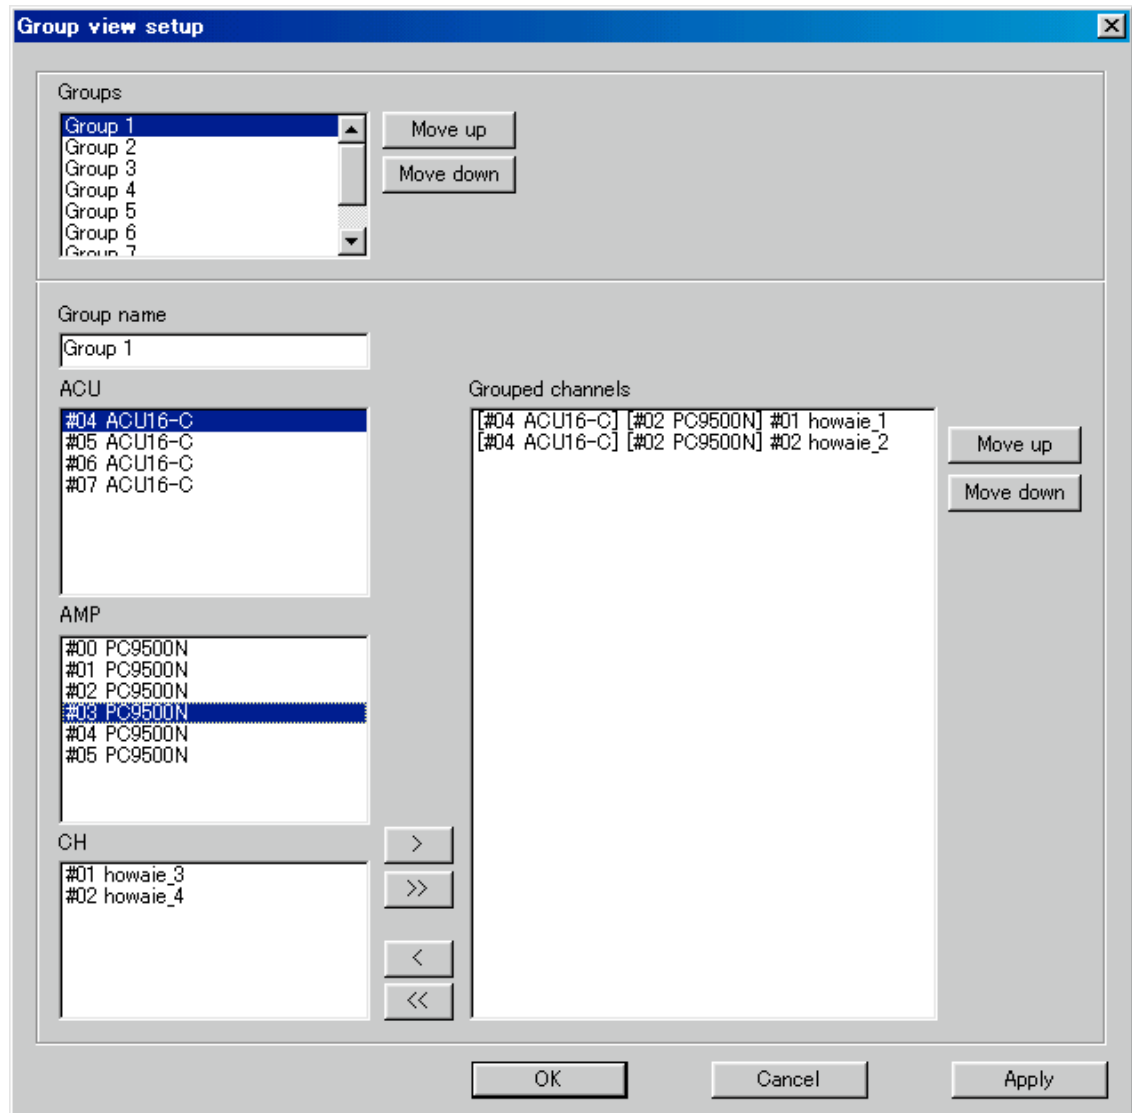 Group view setup
Groups
Group 1
Group 2
Group 3
Group 4
Group 5
Group 6
Group 7
Move up
Move down
Group name
Group 1
ACU
#04 ACU16-C
#05 ACU16-C
#06 ACU16-C
#07 ACU16-C
AMP
#00 PC9500N
#01 PC9500N
#02 PC9500N
#03 PC9500N
#04 PC9500N
#05 PC9500N
CH
#01 howaie_3
#02 howaie_4
>
>>
<
<<
Grouped channels
[#04 ACU16-C] [#02 PC9500N] #01 howaie_1
[#04 ACU16-C] [#02 PC9500N] #02 howaie_2
Move up
Move down
OK
Cancel
Apply